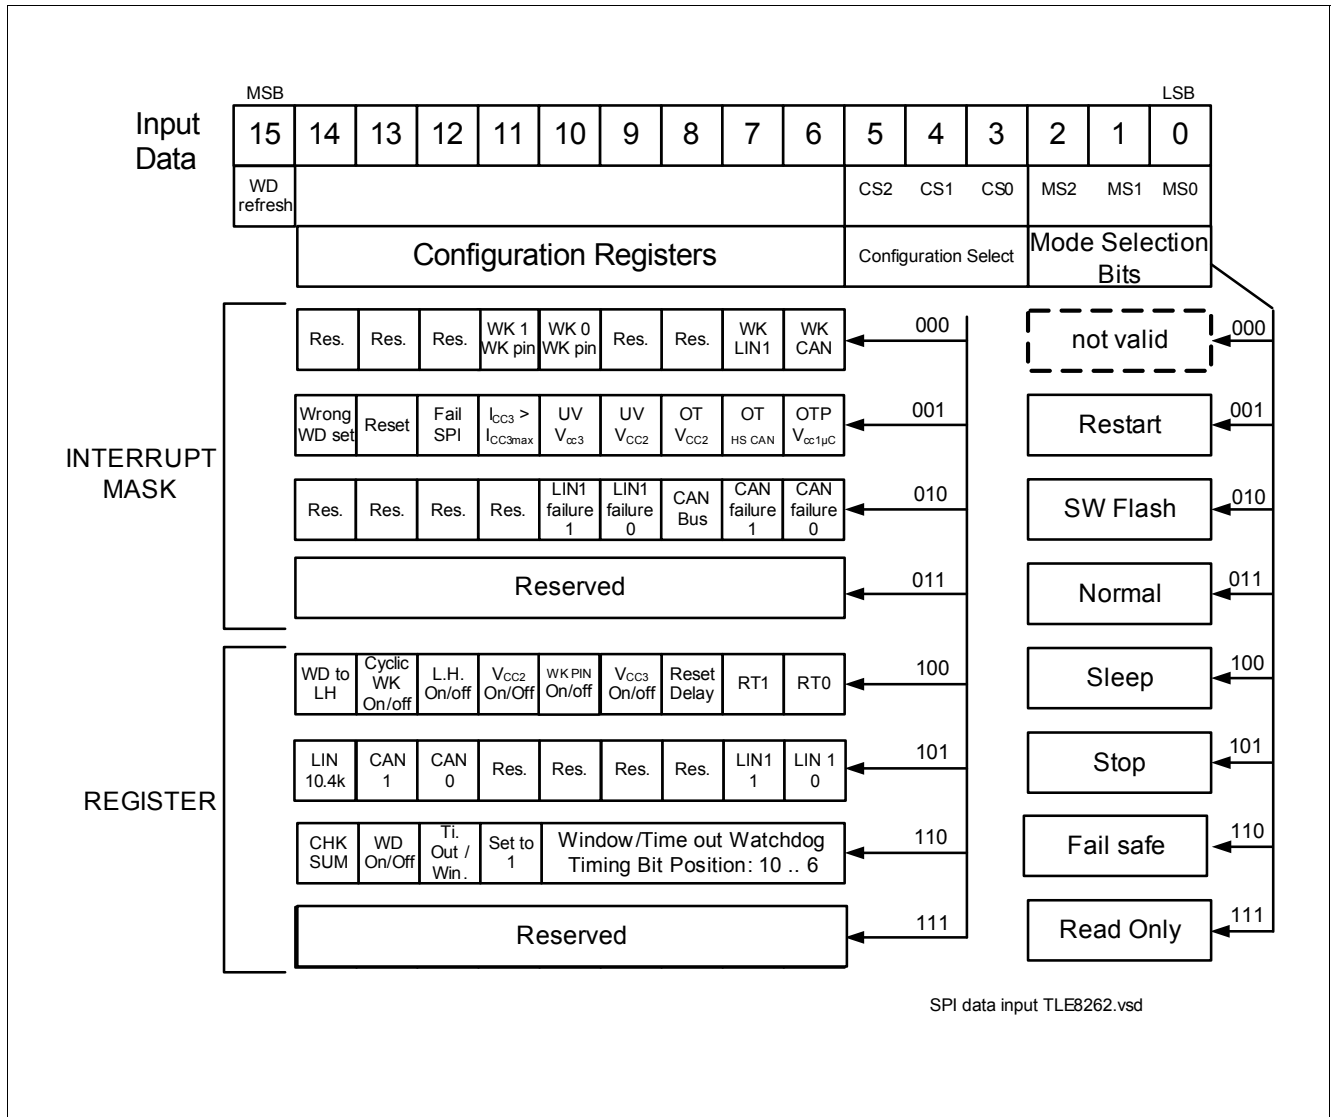 MSB LSB
Input
Data
15 14 13 12 11 10 9 8 7 6 5 4 3 2 1 0
WD
refresh
CS2 CS1 CS0 MS2 MS1 MS0
Configuration Registers
Configuration Select
Mode Selection
Bits
INTERRUPT
MASK
Res. Res. Res. WK 1 WK 0 Res. Res. WK WK
WK pin WK pin LIN1 CAN
000
not valid
000
Wrong Reset Fail ICC3 > UV UV OT OT OTP
WD set SPI ICC3max Vcc3 VCC2 VCC2 HS CAN Vcc1µC
001
Restart
001
Res. Res. Res. Res. LIN1 LIN1 CAN CAN CAN
failure failure Bus failure failure
1 0 1 0
010
SW Flash
010
Reserved
011
Normal
011
REGISTER
WD to Cyclic L.H. VCC2 WK PIN VCC3 Reset RT1 RT0
LH WK On/off On/Off On/off On/off Delay
On/off
100
Sleep
100
LIN CAN CAN Res. Res. Res. Res. LIN1 LIN 1
10.4k 1 0 1 0
101
Stop
101
CHK WD Ti. Set to Window/Time out Watchdog
SUM On/Off Out / 1 Timing Bit Position: 10 .. 6
Win.
110
Fail safe
110
Reserved
111
Read Only
111
SPI data input TLE8262.vsd